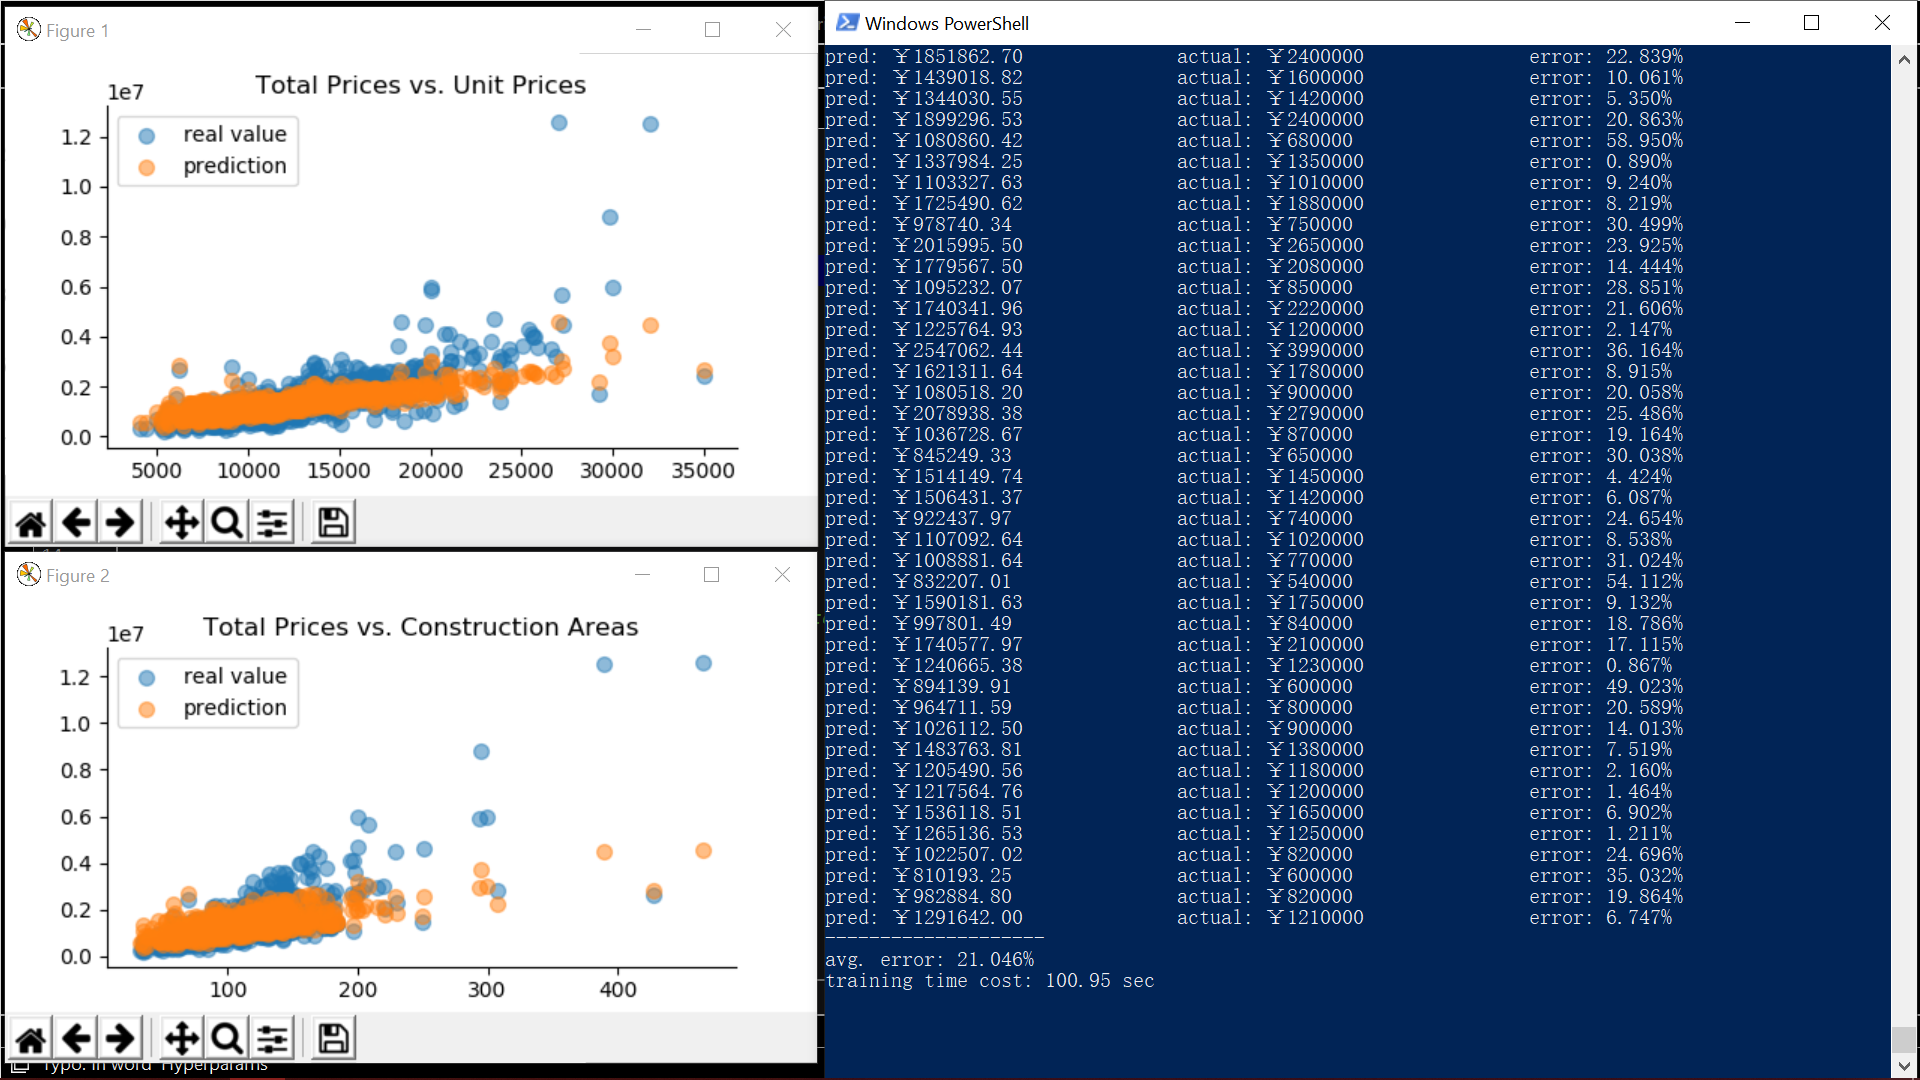 Figure 1
Total Prices vs. Unit Prices
1e7
real value
prediction
1.2
1.0
0.8
0.6
0.4
0.2
0.0
5000 10000 15000 20000 25000 30000 35000
Figure 2
Total Prices vs. Construction Areas
1e7
real value
prediction
1.2
1.0
0.8
0.6
0.4
0.2
0.0
100 200 300 400
Typo: In word 'Hyperparams'
Windows PowerShell
pred: ¥1851862.70 actual: ¥2400000 error: 22.839%
pred: ¥1439018.82 actual: ¥1600000 error: 10.061%
pred: ¥1344030.55 actual: ¥1420000 error: 5.350%
pred: ¥1899296.53 actual: ¥2400000 error: 20.863%
pred: ¥1080860.42 actual: ¥680000 error: 58.950%
pred: ¥1337984.25 actual: ¥1350000 error: 0.890%
pred: ¥1103327.63 actual: ¥1010000 error: 9.240%
pred: ¥1725490.62 actual: ¥1880000 error: 8.219%
pred: ¥978740.34 actual: ¥750000 error: 30.499%
pred: ¥2015995.50 actual: ¥2650000 error: 23.925%
pred: ¥1779567.50 actual: ¥2080000 error: 14.444%
pred: ¥1095232.07 actual: ¥850000 error: 28.851%
pred: ¥1740341.96 actual: ¥2220000 error: 21.606%
pred: ¥1225764.93 actual: ¥1200000 error: 2.147%
pred: ¥2547062.44 actual: ¥3990000 error: 36.164%
pred: ¥1621311.64 actual: ¥1780000 error: 8.915%
pred: ¥1080518.20 actual: ¥900000 error: 20.058%
pred: ¥2078938.38 actual: ¥2790000 error: 25.486%
pred: ¥1036728.67 actual: ¥870000 error: 19.164%
pred: ¥845249.33 actual: ¥650000 error: 30.038%
pred: ¥1514149.74 actual: ¥1450000 error: 4.424%
pred: ¥1506431.37 actual: ¥1420000 error: 6.087%
pred: ¥922437.97 actual: ¥740000 error: 24.654%
pred: ¥1107092.64 actual: ¥1020000 error: 8.538%
pred: ¥1008881.64 actual: ¥770000 error: 31.024%
pred: ¥832207.01 actual: ¥540000 error: 54.112%
pred: ¥1590181.63 actual: ¥1750000 error: 9.132%
pred: ¥997801.49 actual: ¥840000 error: 18.786%
pred: ¥1740577.97 actual: ¥2100000 error: 17.115%
pred: ¥1240665.38 actual: ¥1230000 error: 0.867%
pred: ¥894139.91 actual: ¥600000 error: 49.023%
pred: ¥964711.59 actual: ¥800000 error: 20.589%
pred: ¥1026112.50 actual: ¥900000 error: 14.013%
pred: ¥1483763.81 actual: ¥1380000 error: 7.519%
pred: ¥1205490.56 actual: ¥1180000 error: 2.160%
pred: ¥1217564.76 actual: ¥1200000 error: 1.464%
pred: ¥1536118.51 actual: ¥1650000 error: 6.902%
pred: ¥1265136.53 actual: ¥1250000 error: 1.211%
pred: ¥1022507.02 actual: ¥820000 error: 24.696%
pred: ¥810193.25 actual: ¥600000 error: 35.032%
pred: ¥982884.80 actual: ¥820000 error: 19.864%
pred: ¥1291642.00 actual: ¥1210000 error: 6.747%
--------------------
avg. error: 21.046%
training time cost: 100.95 sec